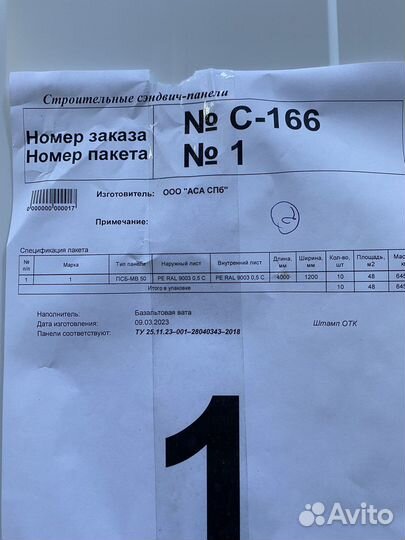 Строительные сэндвич-панели
Номер заказа № С-166
Номер пакета № 1
Изготовитель: ООО "АСА СПб"
2000000000017
Примечание:
Спецификация пакета
№ п/п Марка Тип панели Наружный лист Внутренний лист Длина, мм Ширина, мм Кол-во, шт Площадь, м2
1 1 ПСБ-МВ 50 PE RAL 9003 0,5 С PE RAL 9003 0,5 С 4000 1200 10 48
Итого в упаковке 10 48
Наполнитель: Базальтовая вата
Дата изготовления: 09.03.2023
Панели соответствуют: ТУ 25.11.23–001–28040343–2018
Штамп ОТК
1
Avito